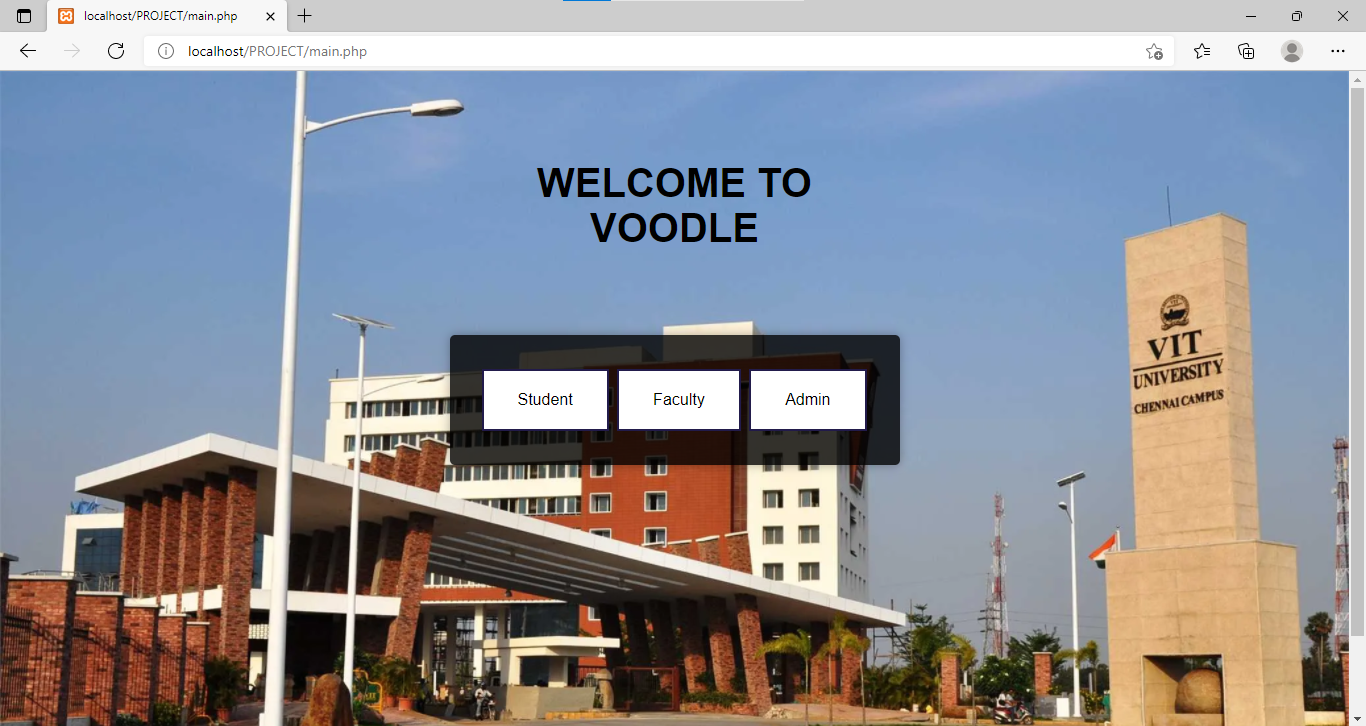 localhost/PROJECT/main.php
localhost/PROJECT/main.php
WELCOME TO
VOODLE
Student
Faculty
Admin
VIT
UNIVERSITY
CHENNAI CAMPUS